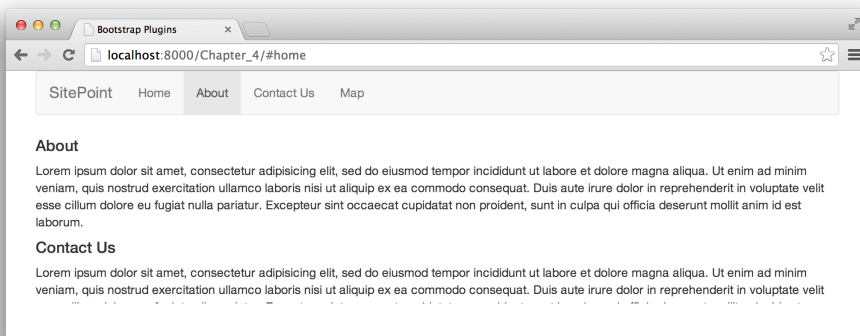 Bootstrap Plugins
localhost:8000/Chapter_4/#home
SitePoint Home About Contact Us Map
About
Lorem ipsum dolor sit amet, consectetur adipisicing elit, sed do eiusmod tempor incididunt ut labore et dolore magna aliqua. Ut enim ad minim
veniam, quis nostrud exercitation ullamco laboris nisi ut aliquip ex ea commodo consequat. Duis aute irure dolor in reprehenderit in voluptate velit
esse cillum dolore eu fugiat nulla pariatur. Excepteur sint occaecat cupidatat non proident, sunt in culpa qui officia deserunt mollit anim id est
laborum.
Contact Us
Lorem ipsum dolor sit amet, consectetur adipisicing elit, sed do eiusmod tempor incididunt ut labore et dolore magna aliqua. Ut enim ad minim
veniam, quis nostrud exercitation ullamco laboris nisi ut aliquip ex ea commodo consequat. Duis aute irure dolor in reprehenderit in voluptate velit